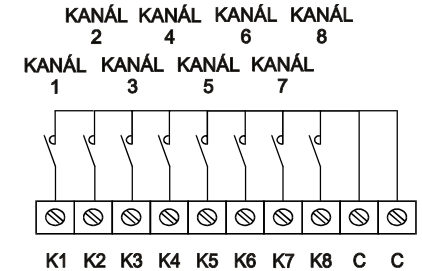 KANÁL KANÁL KANÁL KANÁL
2 4 6 8
KANÁL KANÁL KANÁL KANÁL
1 3 5 7
K1 K2 K3 K4 K5 K6 K7 K8 C C